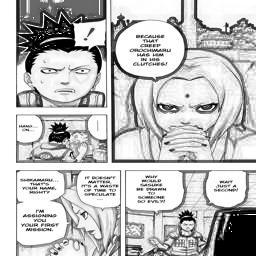 !
BECAUSE
THAT
CREEP
OROCHIMARU
HAS HIM
IN HIS
CLUTCHES!
HANG
ON...
WAIT
JUST A
SECOND!
WHY
WOULD
SASUKE
BE DRAWN
TO
SOMEONE
SO EVIL?!
IT DOESN'T
MATTER.
IT'S A WASTE
OF TIME TO
SPECULATE
SHIKAMARU...
THAT'S
YOUR NAME,
RIGHT?
I'M
ASSIGNING
YOU
YOUR FIRST
MISSION.